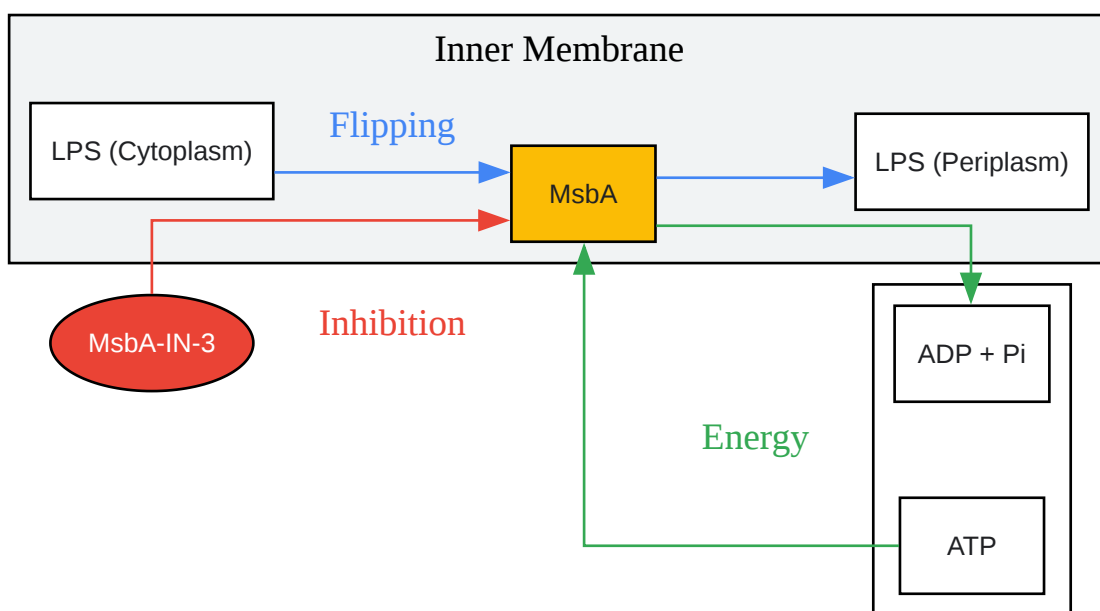 Inner Membrane
LPS (Cytoplasm)
Flipping
MsbA
LPS (Periplasm)
MsbA-IN-3
Inhibition
ADP + Pi
Energy
ATP